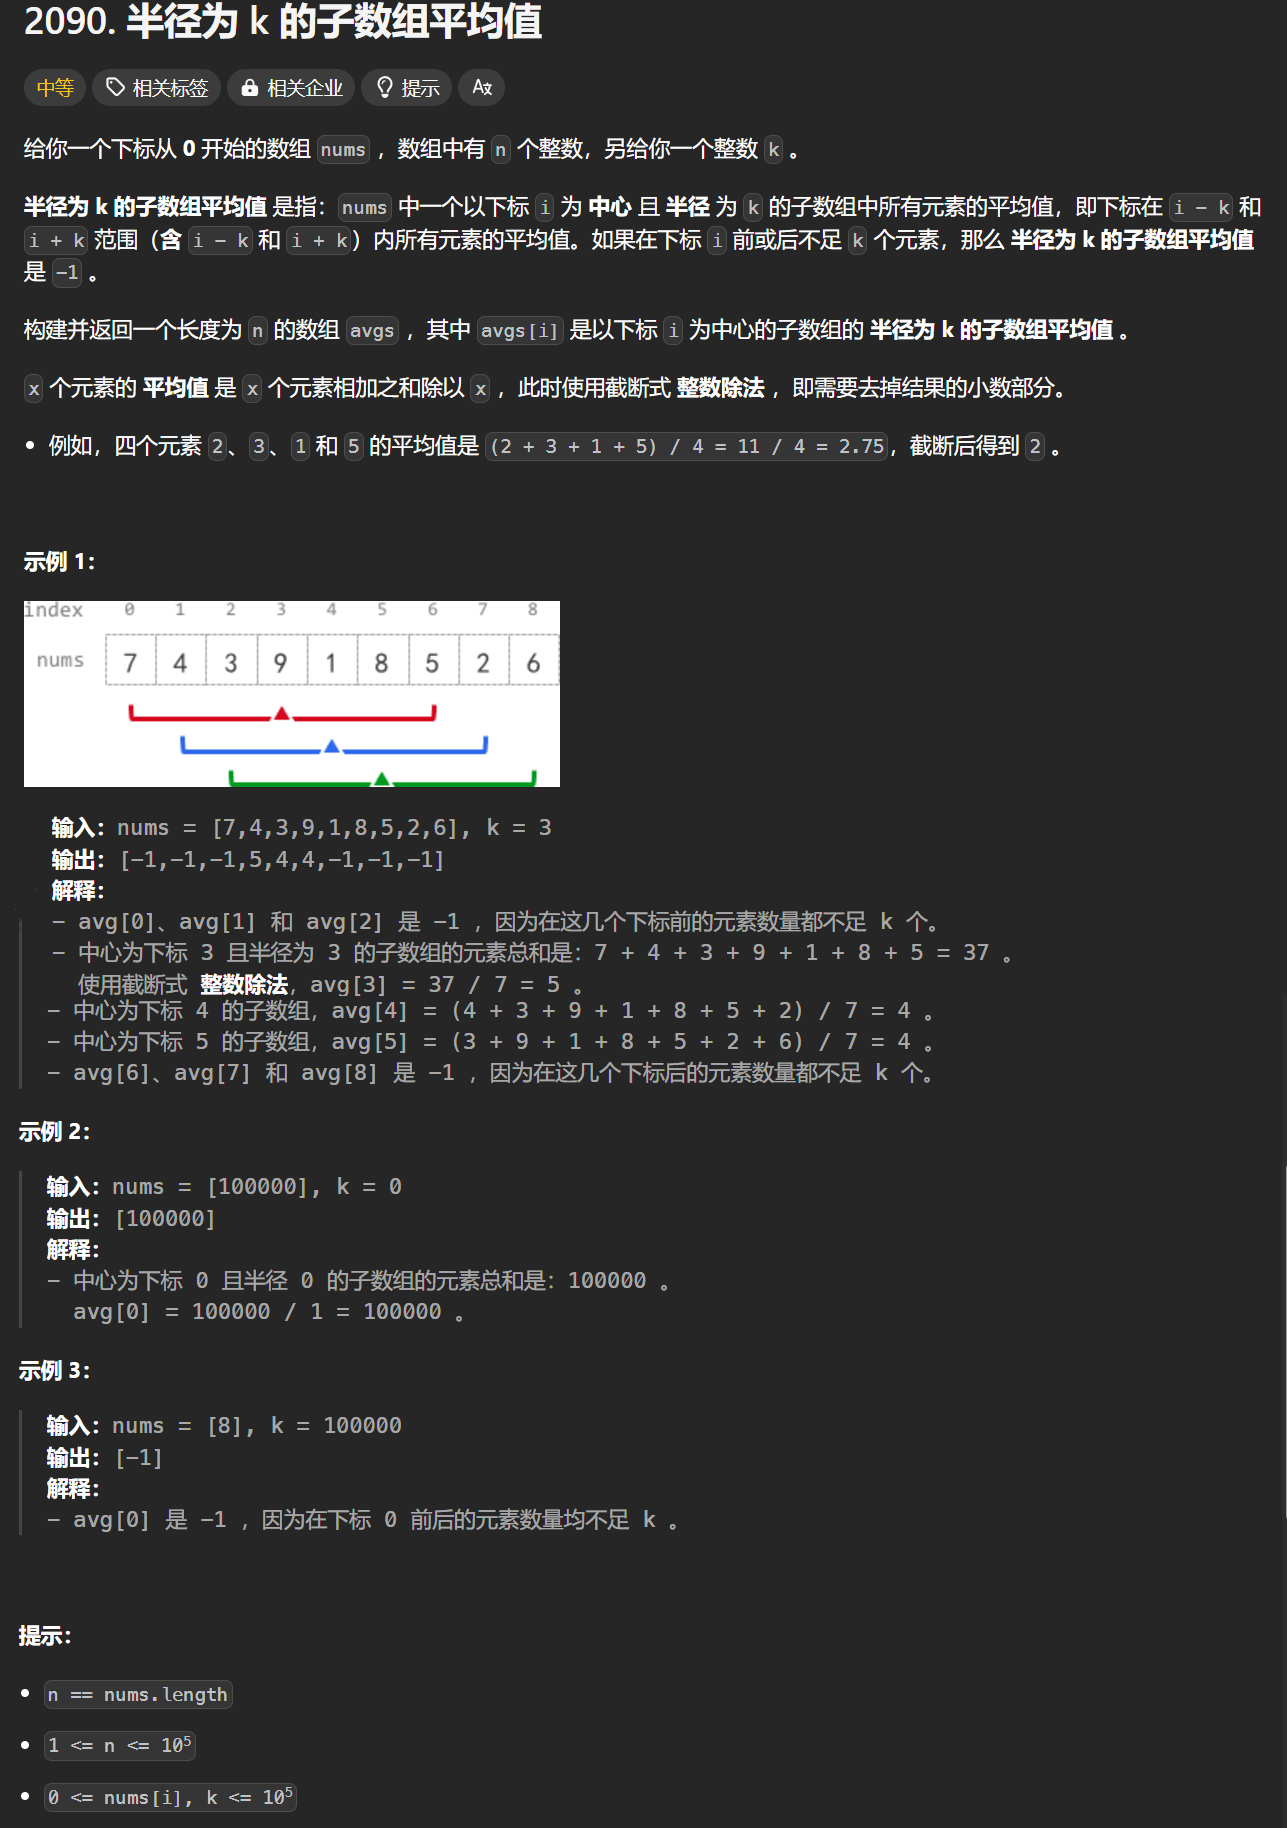 2090. 半径为 k 的子数组平均值
中等 相关标签 相关企业 提示 Aあ
给你一个下标从 0 开始的数组 nums ，数组中有 n 个整数，另给你一个整数 k 。
半径为 k 的子数组平均值 是指：nums 中一个以下标 i 为 中心 且 半径 为 k 的子数组中所有元素的平均值，即下标在 i - k 和
i + k 范围（含 i - k 和 i + k）内所有元素的平均值。如果在下标 i 前或后不足 k 个元素，那么 半径为 k 的子数组平均值
是 -1 。
构建并返回一个长度为 n 的数组 avgs ，其中 avgs[i] 是以下标 i 为中心的子数组的 半径为 k 的子数组平均值 。
x 个元素的 平均值 是 x 个元素相加之和除以 x ，此时使用截断式 整数除法 ，即需要去掉结果的小数部分。
• 例如，四个元素 2、3、1 和 5 的平均值是 (2 + 3 + 1 + 5) / 4 = 11 / 4 = 2.75，截断后得到 2 。
示例 1：
index 0 1 2 3 4 5 6 7 8
nums 7 4 3 9 1 8 5 2 6
输入：nums = [7,4,3,9,1,8,5,2,6], k = 3
输出：[-1,-1,-1,5,4,4,-1,-1,-1]
解释：
- avg[0]、avg[1] 和 avg[2] 是 -1 ，因为在这几个下标前的元素数量都不足 k 个。
- 中心为下标 3 且半径为 3 的子数组的元素总和是：7 + 4 + 3 + 9 + 1 + 8 + 5 = 37 。
使用截断式 整数除法，avg[3] = 37 / 7 = 5 。
- 中心为下标 4 的子数组，avg[4] = (4 + 3 + 9 + 1 + 8 + 5 + 2) / 7 = 4 。
- 中心为下标 5 的子数组，avg[5] = (3 + 9 + 1 + 8 + 5 + 2 + 6) / 7 = 4 。
- avg[6]、avg[7] 和 avg[8] 是 -1 ，因为在这几个下标后的元素数量都不足 k 个。
示例 2：
输入：nums = [100000], k = 0
输出：[100000]
解释：
- 中心为下标 0 且半径 0 的子数组的元素总和是：100000 。
avg[0] = 100000 / 1 = 100000 。
示例 3：
输入：nums = [8], k = 100000
输出：[-1]
解释：
- avg[0] 是 -1 ，因为在下标 0 前后的元素数量均不足 k 。
提示：
• n == nums.length
• 1 <= n <= 10⁵
• 0 <= nums[i], k <= 10⁵